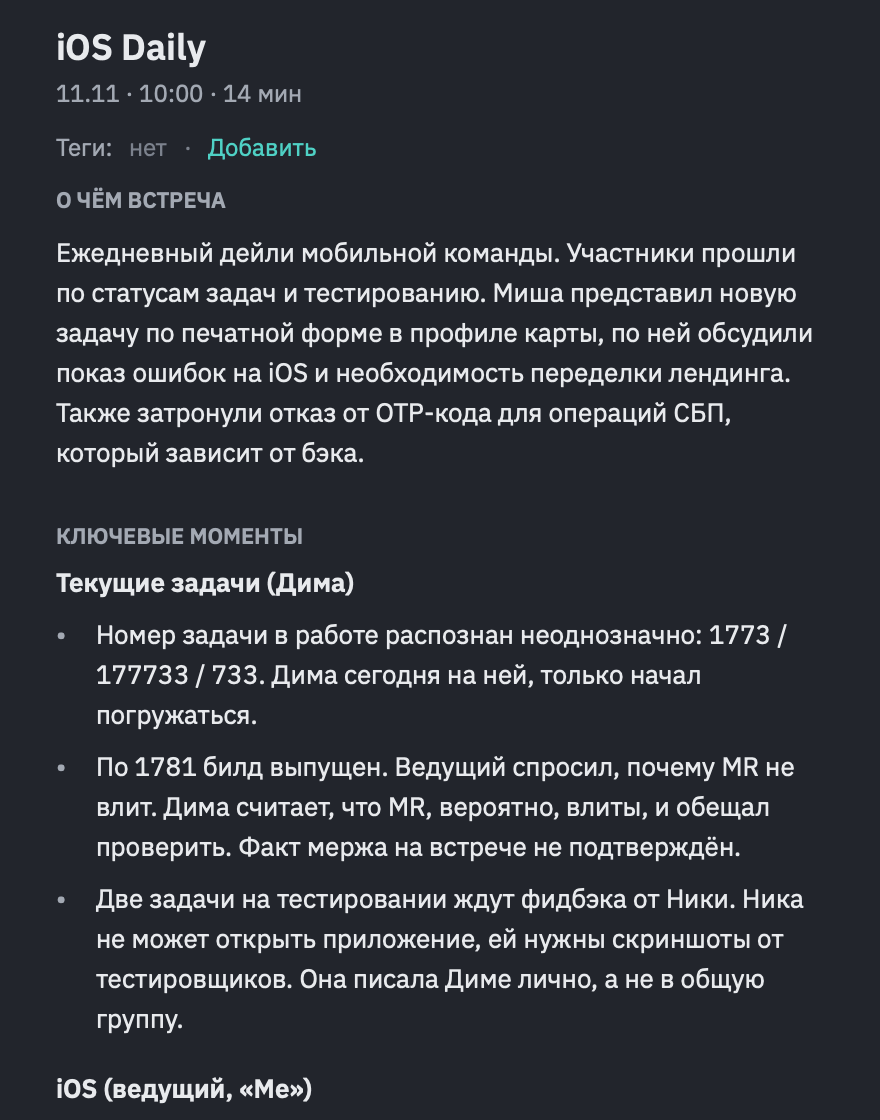 iOS Daily
11.11 · 10:00 · 14 мин
Теги: нет · Добавить
О ЧЁМ ВСТРЕЧА
Ежедневный дейли мобильной команды. Участники прошли
по статусам задач и тестированию. Миша представил новую
задачу по печатной форме в профиле карты, по ней обсудили
показ ошибок на iOS и необходимость переделки лендинга.
Также затронули отказ от OTP-кода для операций СБП,
который зависит от бэка.
КЛЮЧЕВЫЕ МОМЕНТЫ
Текущие задачи (Дима)
• Номер задачи в работе распознан неоднозначно: 1773 /
177733 / 733. Дима сегодня на ней, только начал
погружаться.
• По 1781 билд выпущен. Ведущий спросил, почему MR не
влит. Дима считает, что MR, вероятно, влиты, и обещал
проверить. Факт мержа на встрече не подтверждён.
• Две задачи на тестировании ждут фидбэка от Ники. Ника
не может открыть приложение, ей нужны скриншоты от
тестировщиков. Она писала Диме лично, а не в общую
группу.
iOS (ведущий, «Me»)